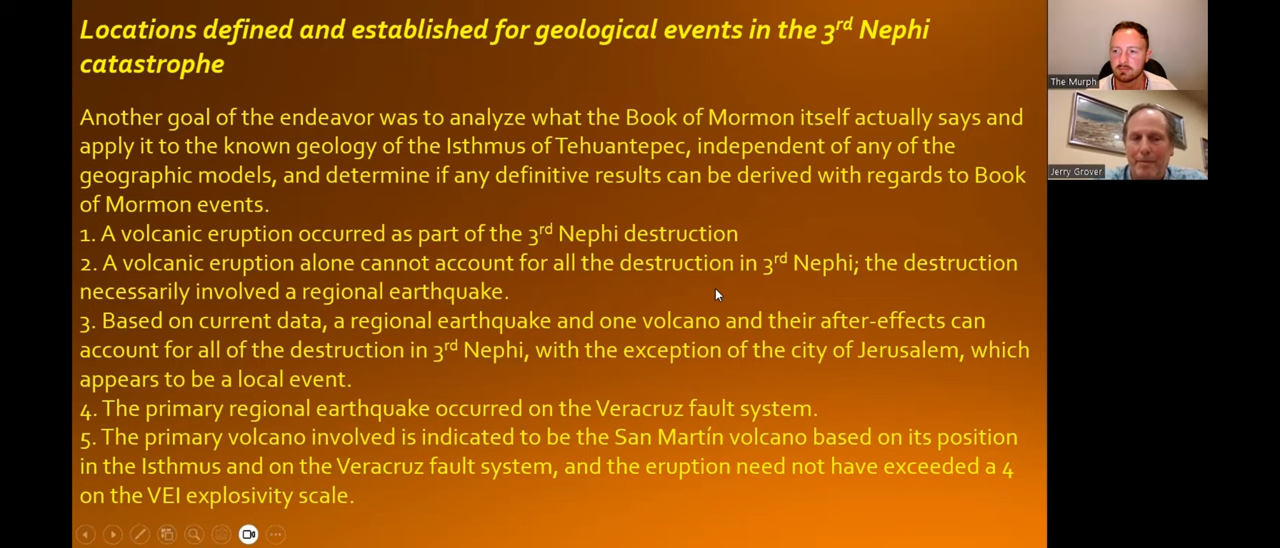 Locations defined and established for geological events in the 3rd Nephi
catastrophe
Another goal of the endeavor was to analyze what the Book of Mormon itself actually says and
apply it to the known geology of the Isthmus of Tehuantepec, independent of any of the
geographic models, and determine if any definitive results can be derived with regards to Book
of Mormon events.
1. A volcanic eruption occurred as part of the 3rd Nephi destruction
2. A volcanic eruption alone cannot account for all the destruction in 3rd Nephi; the destruction
necessarily involved a regional earthquake.
3. Based on current data, a regional earthquake and one volcano and their after-effects can
account for all of the destruction in 3rd Nephi, with the exception of the city of Jerusalem, which
appears to be a local event.
4. The primary regional earthquake occurred on the Veracruz fault system.
5. The primary volcano involved is indicated to be the San Martín volcano based on its position
in the Isthmus and on the Veracruz fault system, and the eruption need not have exceeded a 4
on the VEI explosivity scale.
The Murph
Jerry Grover